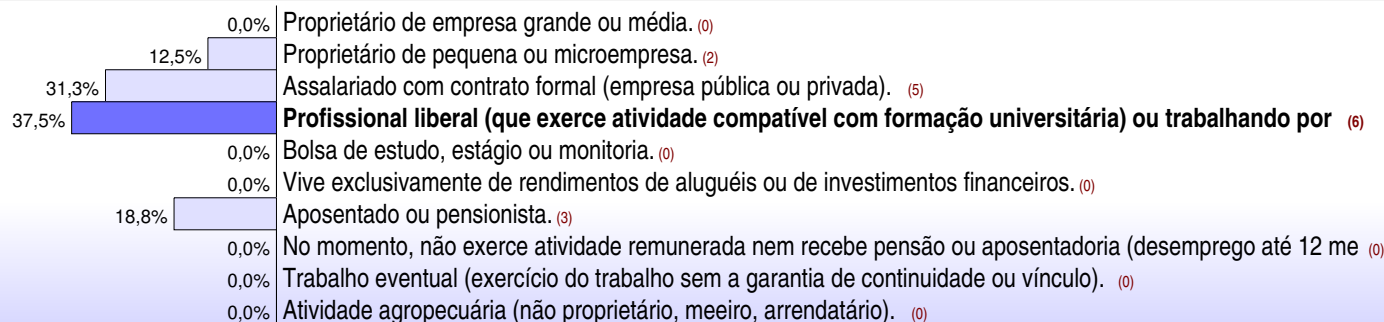 0,0% Proprietário de empresa grande ou média. (0)
12,5% Proprietário de pequena ou microempresa. (2)
31,3% Assalariado com contrato formal (empresa pública ou privada). (5)
37,5% Profissional liberal (que exerce atividade compatível com formação universitária) ou trabalhando por (6)
0,0% Bolsa de estudo, estágio ou monitoria. (0)
0,0% Vive exclusivamente de rendimentos de aluguéis ou de investimentos financeiros. (0)
18,8% Aposentado ou pensionista. (3)
0,0% No momento, não exerce atividade remunerada nem recebe pensão ou aposentadoria (desemprego até 12 me (0)
0,0% Trabalho eventual (exercício do trabalho sem a garantia de continuidade ou vínculo). (0)
0,0% Atividade agropecuária (não proprietário, meeiro, arrendatário). (0)